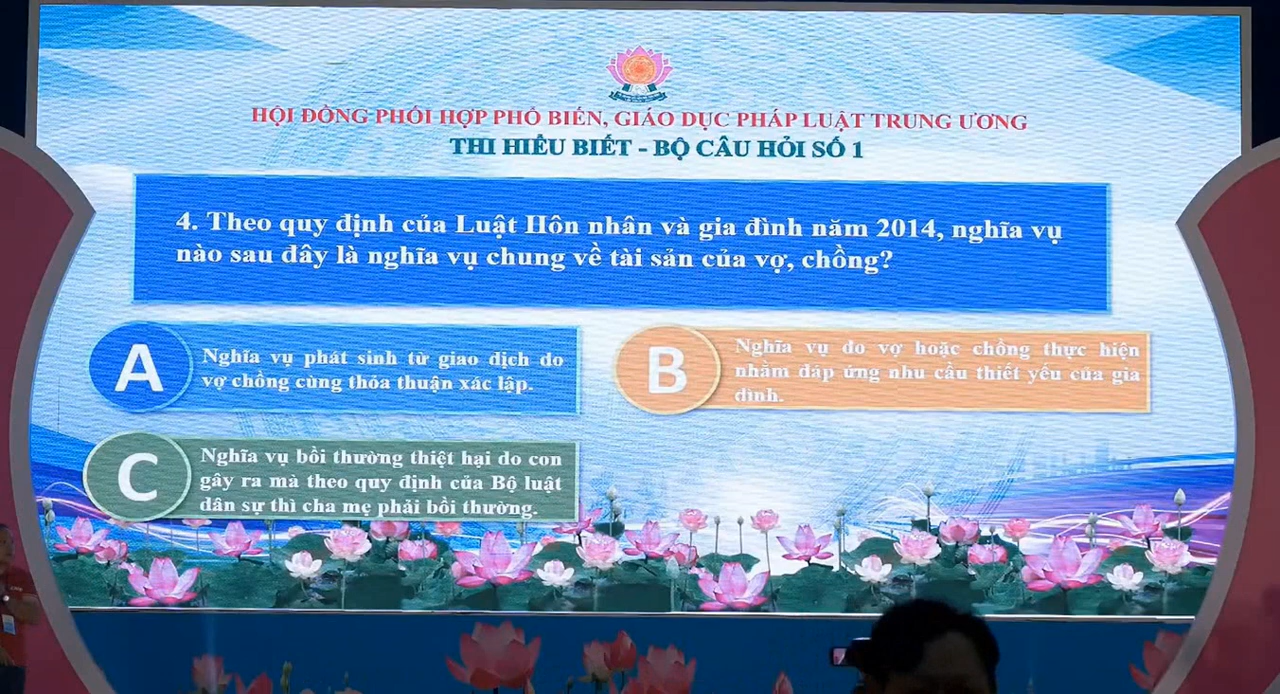 HỘI ĐỒNG PHỐI HỢP PHỔ BIẾN, GIÁO DỤC PHÁP LUẬT TRUNG ƯƠNG
THI HIỂU BIẾT - BỘ CÂU HỎI SỐ 1
4. Theo quy định của Luật Hôn nhân và gia đình năm 2014, nghĩa vụ
nào sau đây là nghĩa vụ chung về tài sản của vợ, chồng?
A
Nghĩa vụ phát sinh từ giao dịch do
vợ chồng cùng thỏa thuận xác lập.
B
Nghĩa vụ do vợ hoặc chồng thực hiện
nhằm đáp ứng nhu cầu thiết yếu của gia
đình.
C
Nghĩa vụ bồi thường thiệt hại do con
gây ra mà theo quy định của Bộ luật
dân sự thì cha mẹ phải bồi thường.